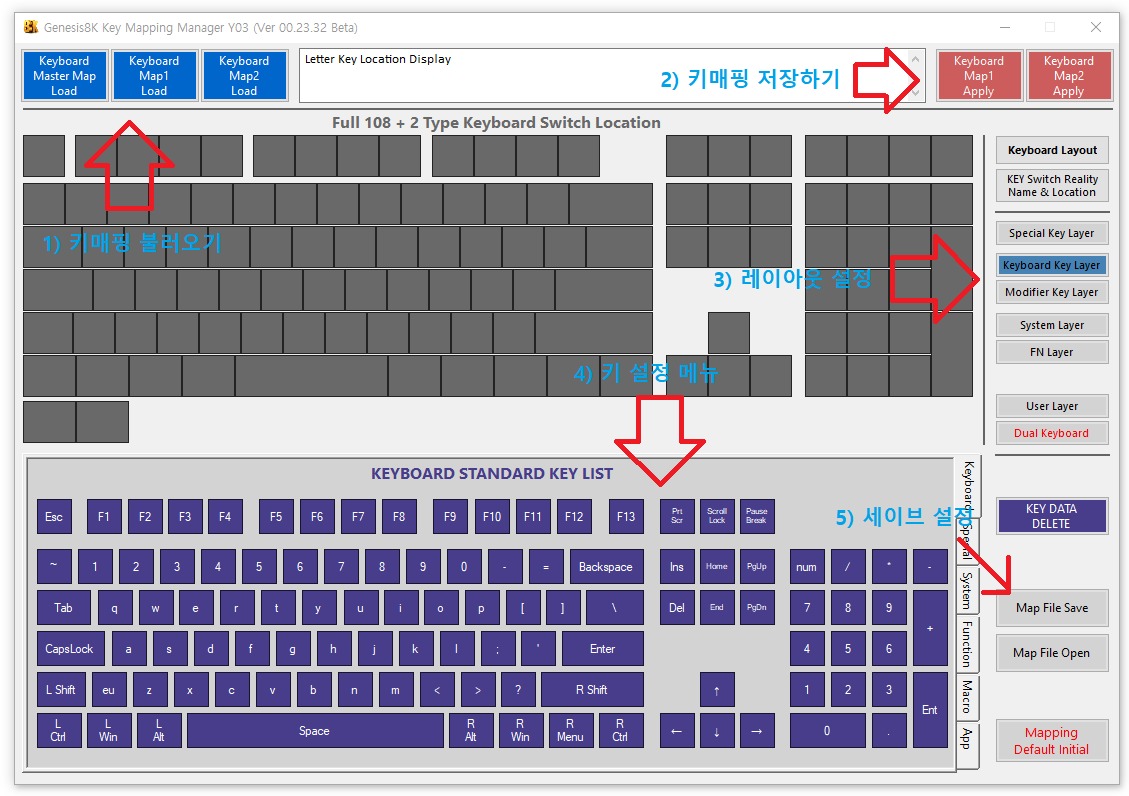 Genesis8K Key Mapping Manager Y03 (Ver 00.23.32 Beta)
Keyboard
Master Map
Load
Keyboard
Map1
Load
Keyboard
Map2
Load
Letter Key Location Display
2) 키매핑 저장하기
Keyboard
Map1
Apply
Keyboard
Map2
Apply
Full 108 + 2 Type Keyboard Switch Location
Keyboard Layout
KEY Switch Reality
Name & Location
1) 키매핑 불러오기
Special Key Layer
3) 레이아웃 설정
Keyboard Key Layer
Modifier Key Layer
System Layer
FN Layer
4) 키 설정 메뉴
User Layer
Dual Keyboard
KEYBOARD STANDARD KEY LIST
Esc F1 F2 F3 F4 F5 F6 F7 F8 F9 F10 F11 F12 F13
Prt
Scr
Scroll
Lock
Pause
Break
5) 세이브 설정
KEY DATA
DELETE
~ 1 2 3 4 5 6 7 8 9 0 - = Backspace Ins Home PgUp num / * -
Tab q w e r t y u i o p [ ] \ Del End PgDn 7 8 9 +
CapsLock a s d f g h j k l ; ' Enter 4 5 6
L Shift eu z x c v b n m < > ? R Shift ↑ 1 2 3 Ent
L
Ctrl
L
Win
L
Alt
Space
R
Alt
R
Win
R
Menu
R
Ctrl
← ↓ → 0 .
Keyboard
Special
System
Function
Macro
App
Map File Save
Map File Open
Mapping
Default Initial